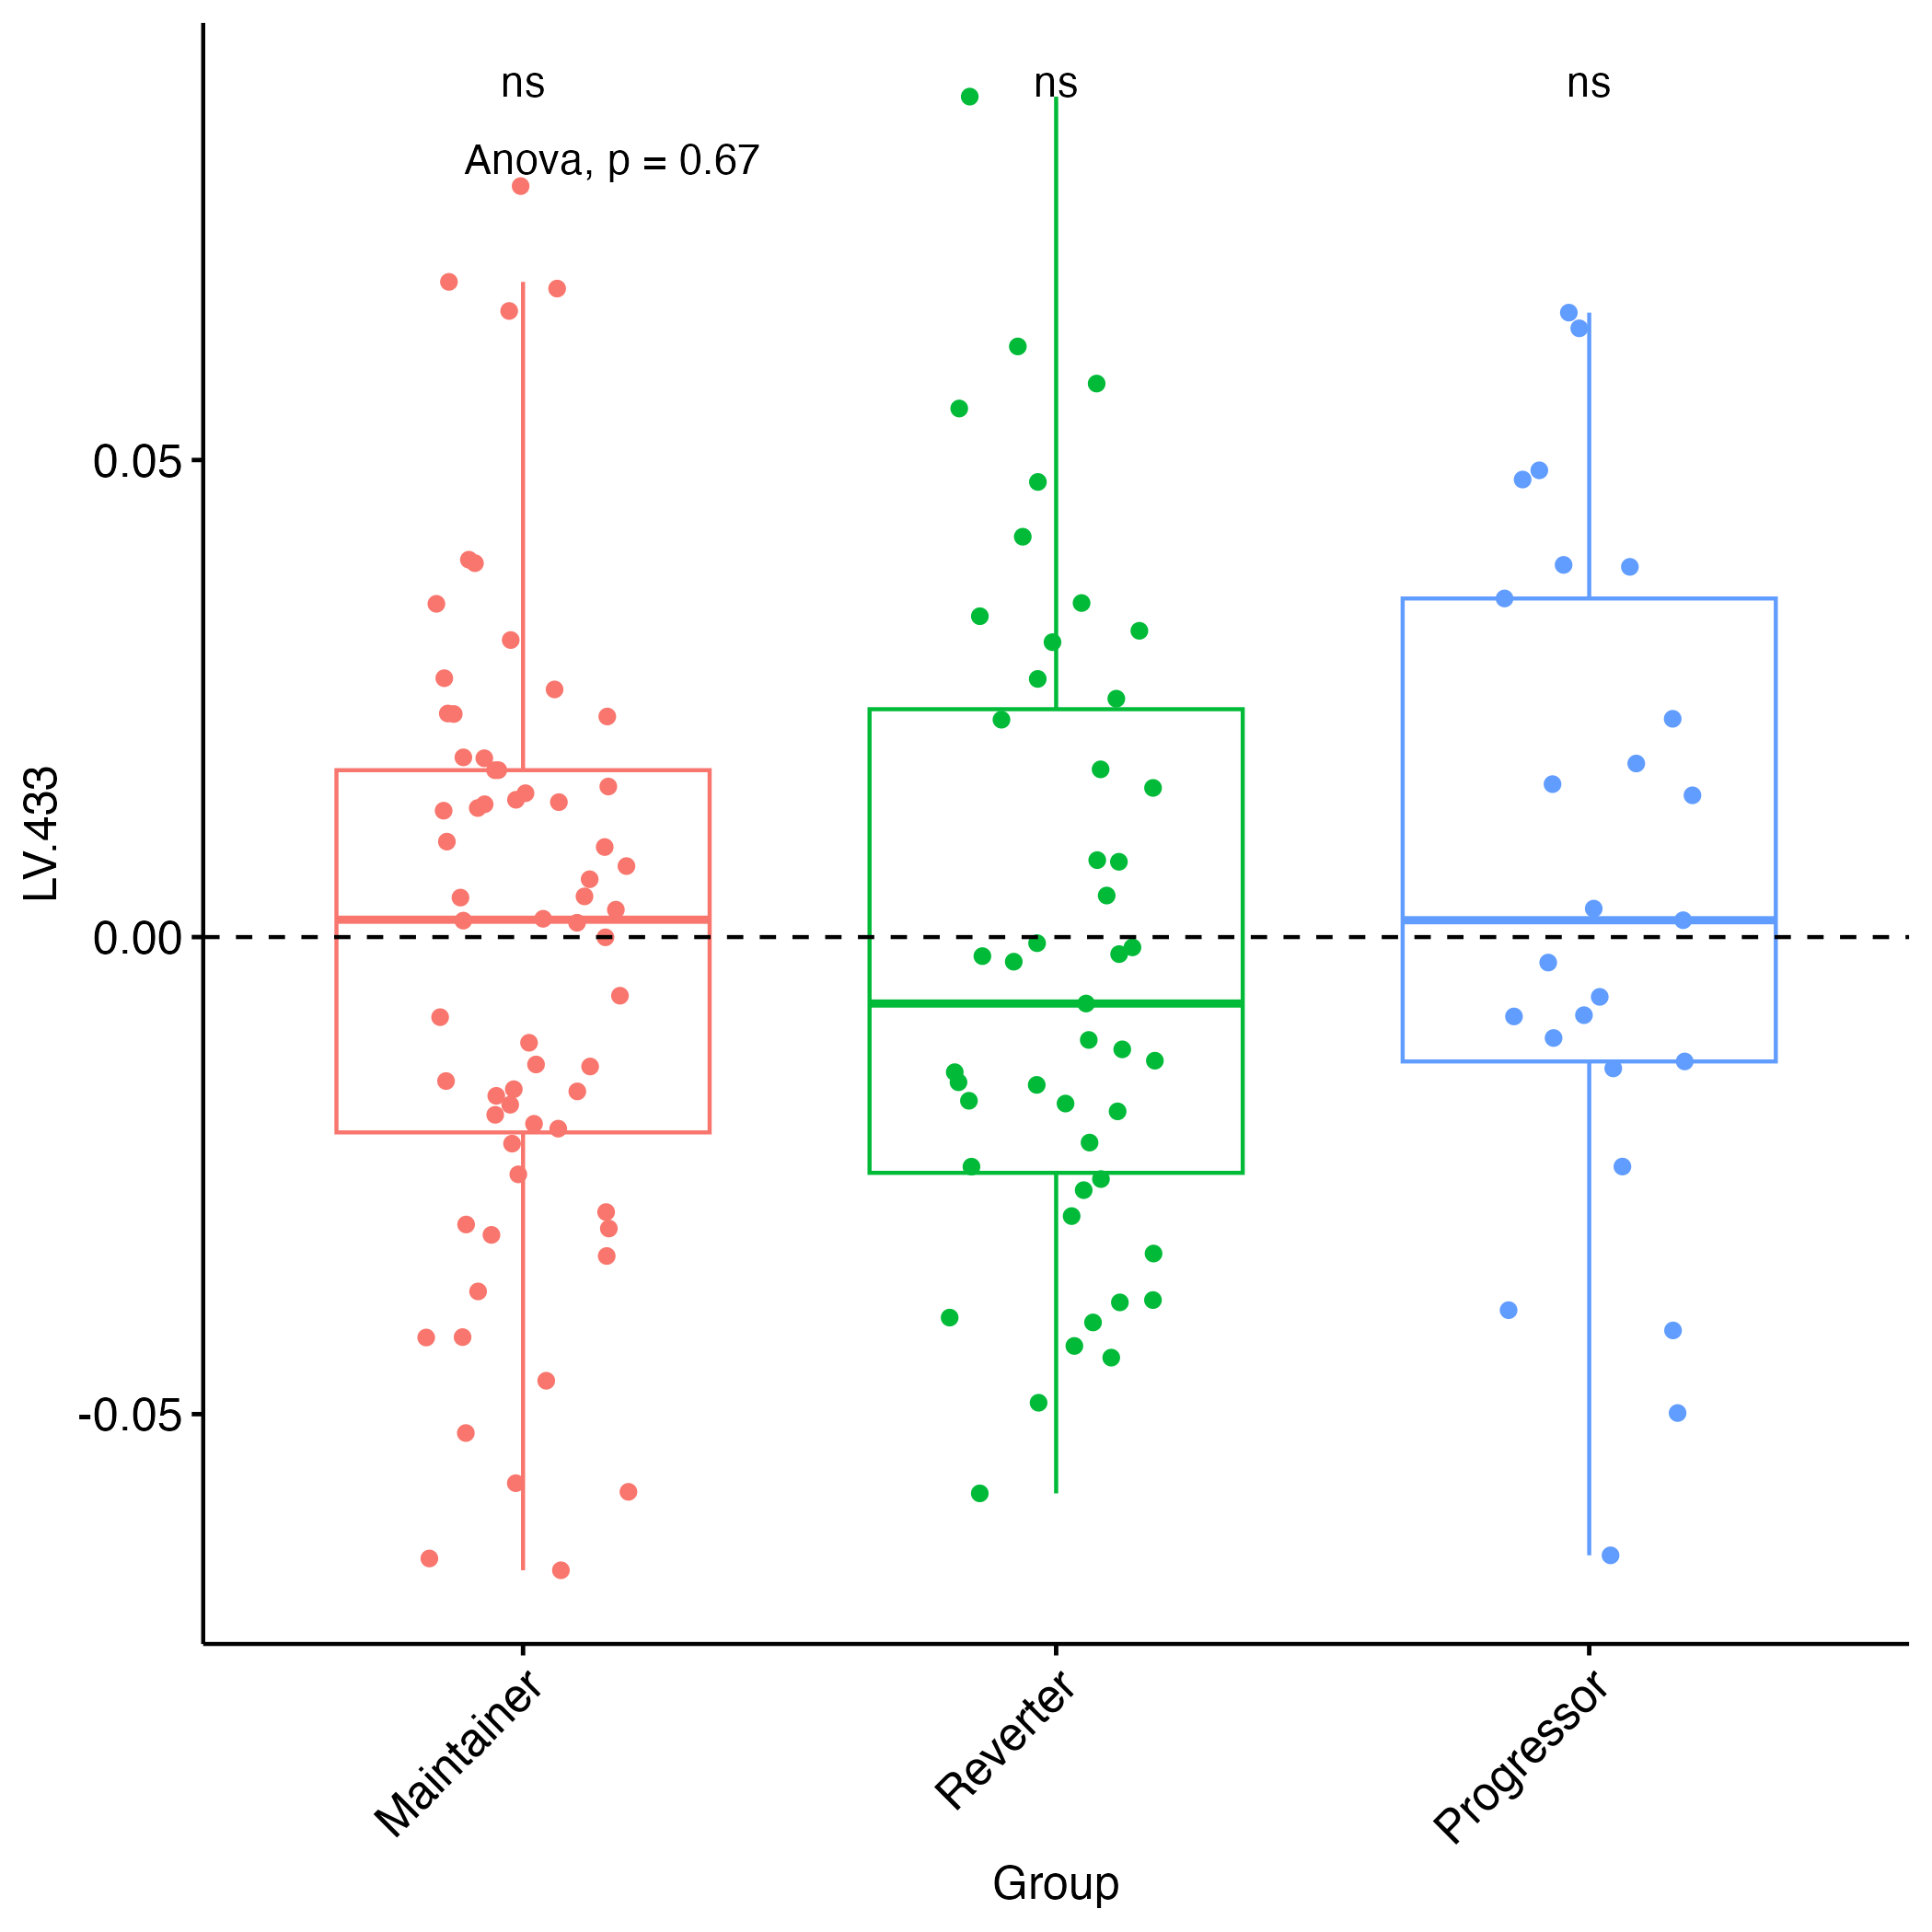 ns ns ns
Anova, p = 0.67
0.05
0.00
-0.05
LV.433
Maintainer
Reverter
Progressor
Group